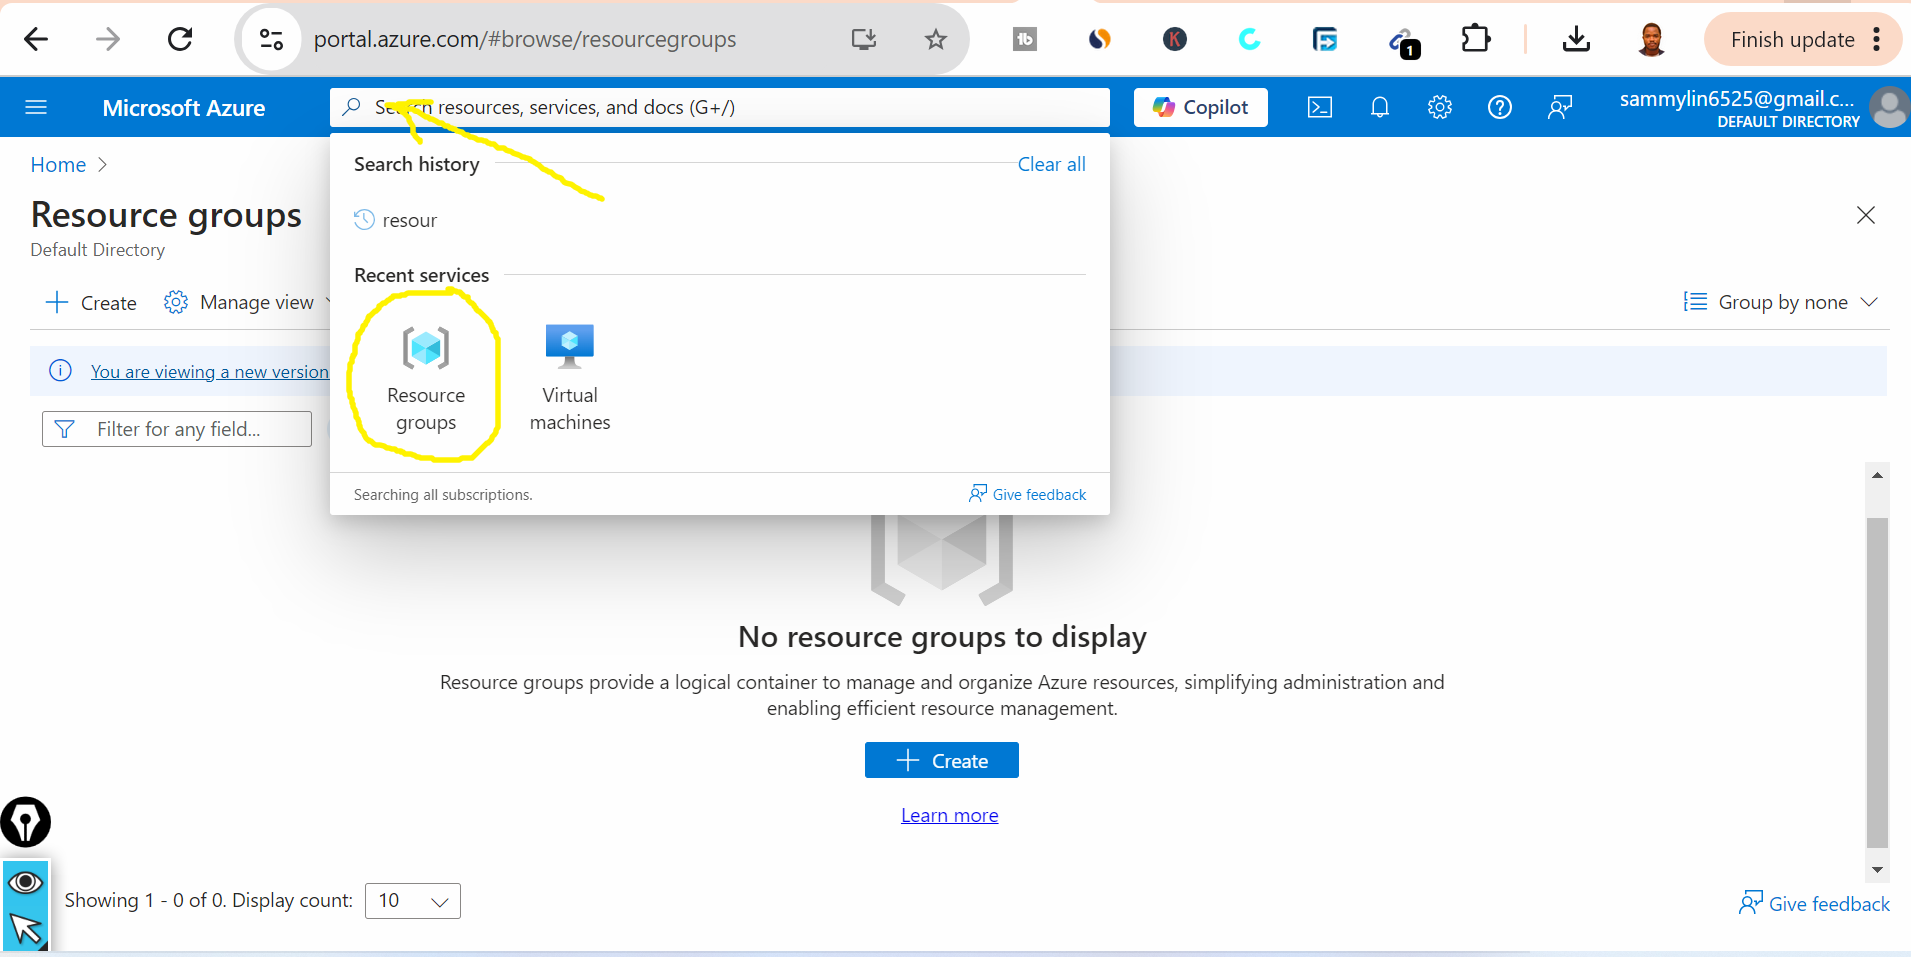 portal.azure.com/#browse/resourcegroups
1
Finish update
Microsoft Azure
Search resources, services, and docs (G+/)
Copilot
sammylin6525@gmail.c...
DEFAULT DIRECTORY
Home
Search history
Clear all
Resource groups
resour
Default Directory
Recent services
Create
Manage view
Group by none
You are viewing a new version
Resource
groups
Virtual
machines
Filter for any field...
Searching all subscriptions.
Give feedback
No resource groups to display
Resource groups provide a logical container to manage and organize Azure resources, simplifying administration and
enabling efficient resource management.
Create
Learn more
Showing 1 - 0 of 0. Display count:
10
Give feedback